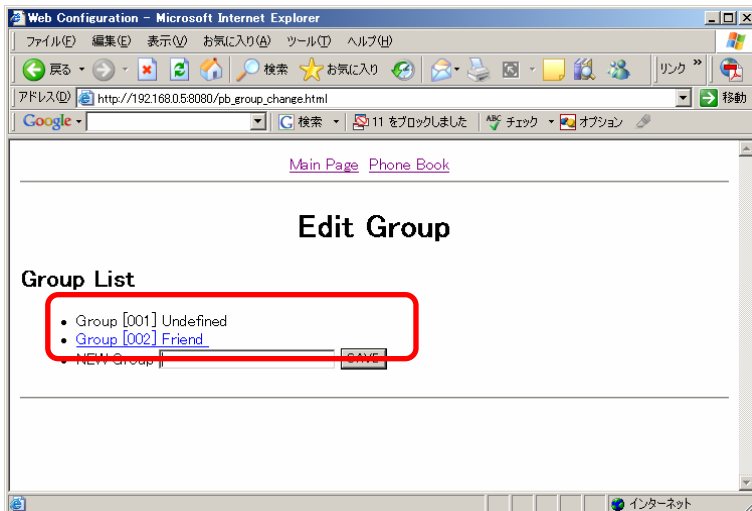 Web Configuration - Microsoft Internet Explorer
ファイル(F) 編集(E) 表示(V) お気に入り(A) ツール(T) ヘルプ(H)
戻る 検索 お気に入り リンク »
アドレス(D) http://192.168.0.5:8080/pb_group_change.html 移動
Google 検索 11 をブロックしました ABC チェック オプション
Main Page Phone Book
Edit Group
Group List
• Group [001] Undefined
• Group [002] Friend
• NEW Group SAVE
インターネット